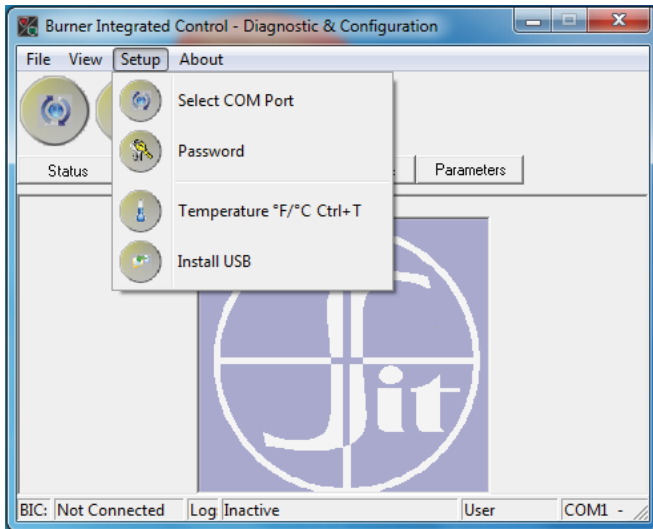 Burner Integrated Control - Diagnostic & Configuration
File View Setup About
Select COM Port
Password
Status
Parameters
Temperature °F/°C Ctrl+T
Install USB
Sit
BIC: Not Connected Log Inactive User COM1 -